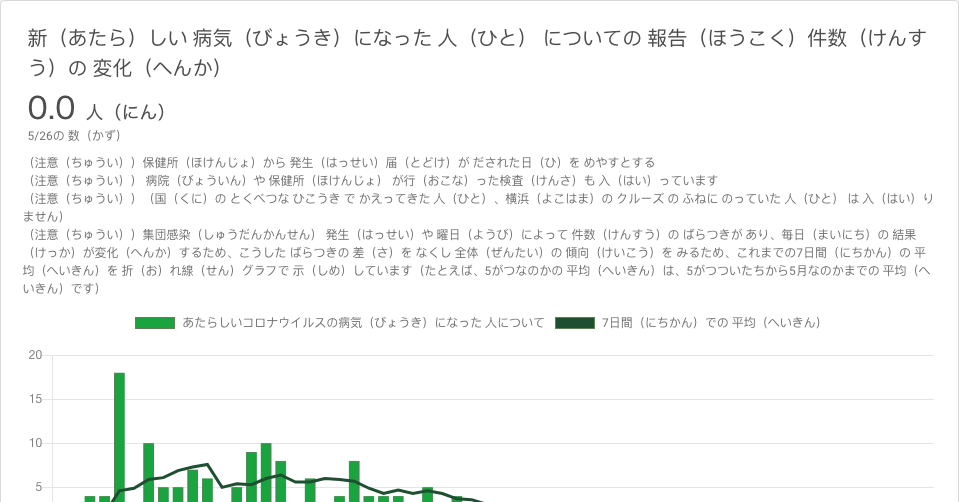 新（あたら）しい 病気（びょうき）になった 人（ひと） についての 報告（ほうこく）件数（けんす
う）の 変化（へんか）
0.0 人（にん）
5/26の 数（かず）
（注意（ちゅうい））保健所（ほけんじょ）から 発生（はっせい）届（とどけ）が だされた日（ひ）を めやすとする
（注意（ちゅうい）） 病院（びょういん）や 保健所（ほけんじょ） が行（おこな）った検査（けんさ）も 入（はい）っています
（注意（ちゅうい））（国（くに）の とくべつな ひこうき で かえってきた 人（ひと）、横浜（よこはま）の クルーズ の ふねに のっていた 人（ひと） は 入（はい）り
ません）
（注意（ちゅうい））集団感染（しゅうだんかんせん） 発生（はっせい）や 曜日（ようび）によって 件数（けんすう）の ばらつきが あり、毎日（まいにち）の 結果
（けっか）が変化（へんか）するため、こうした ばらつきの 差（さ）を なくし 全体（ぜんたい）の 傾向（けいこう）を みるため、これまでの7日間（にちかん）の 平
均（へいきん）を 折（お）れ線（せん）グラフで 示（しめ）しています（たとえば、5がつなのかの 平均（へいきん）は、5がつついたちから5月なのかまでの 平均（へ
いきん）です）
あたらしいコロナウイルスの病気（びょうき）になった 人について 7日間（にちかん）での 平均（へいきん）
20
15
10
5